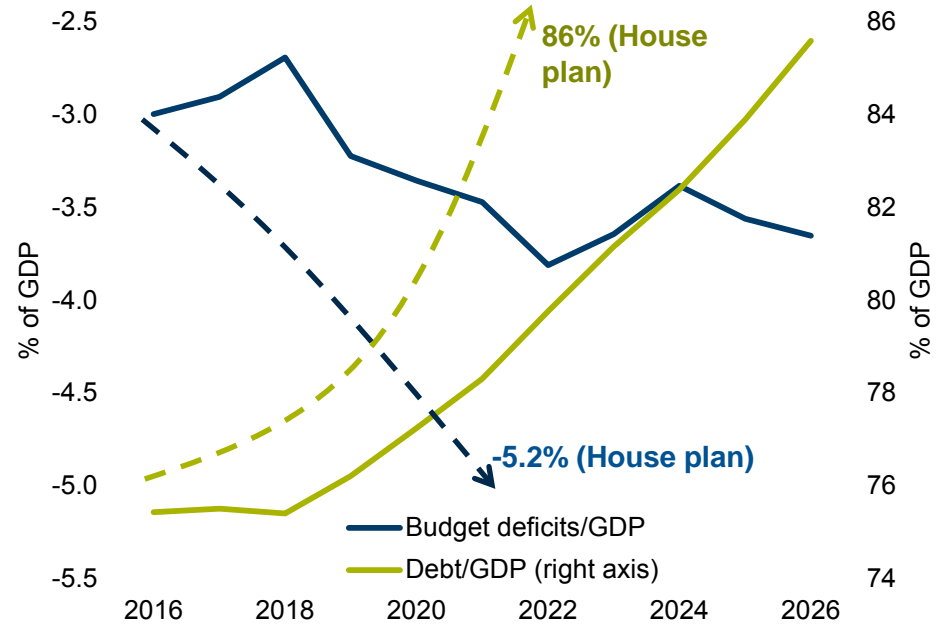 -2.5
-3.0
-3.5
-4.0
-4.5
-5.0
-5.5
% of GDP
86% (House
plan)
-5.2% (House plan)
Budget deficits/GDP
Debt/GDP (right axis)
86
84
82
80
78
76
74
% of GDP
2016 2018 2020 2022 2024 2026